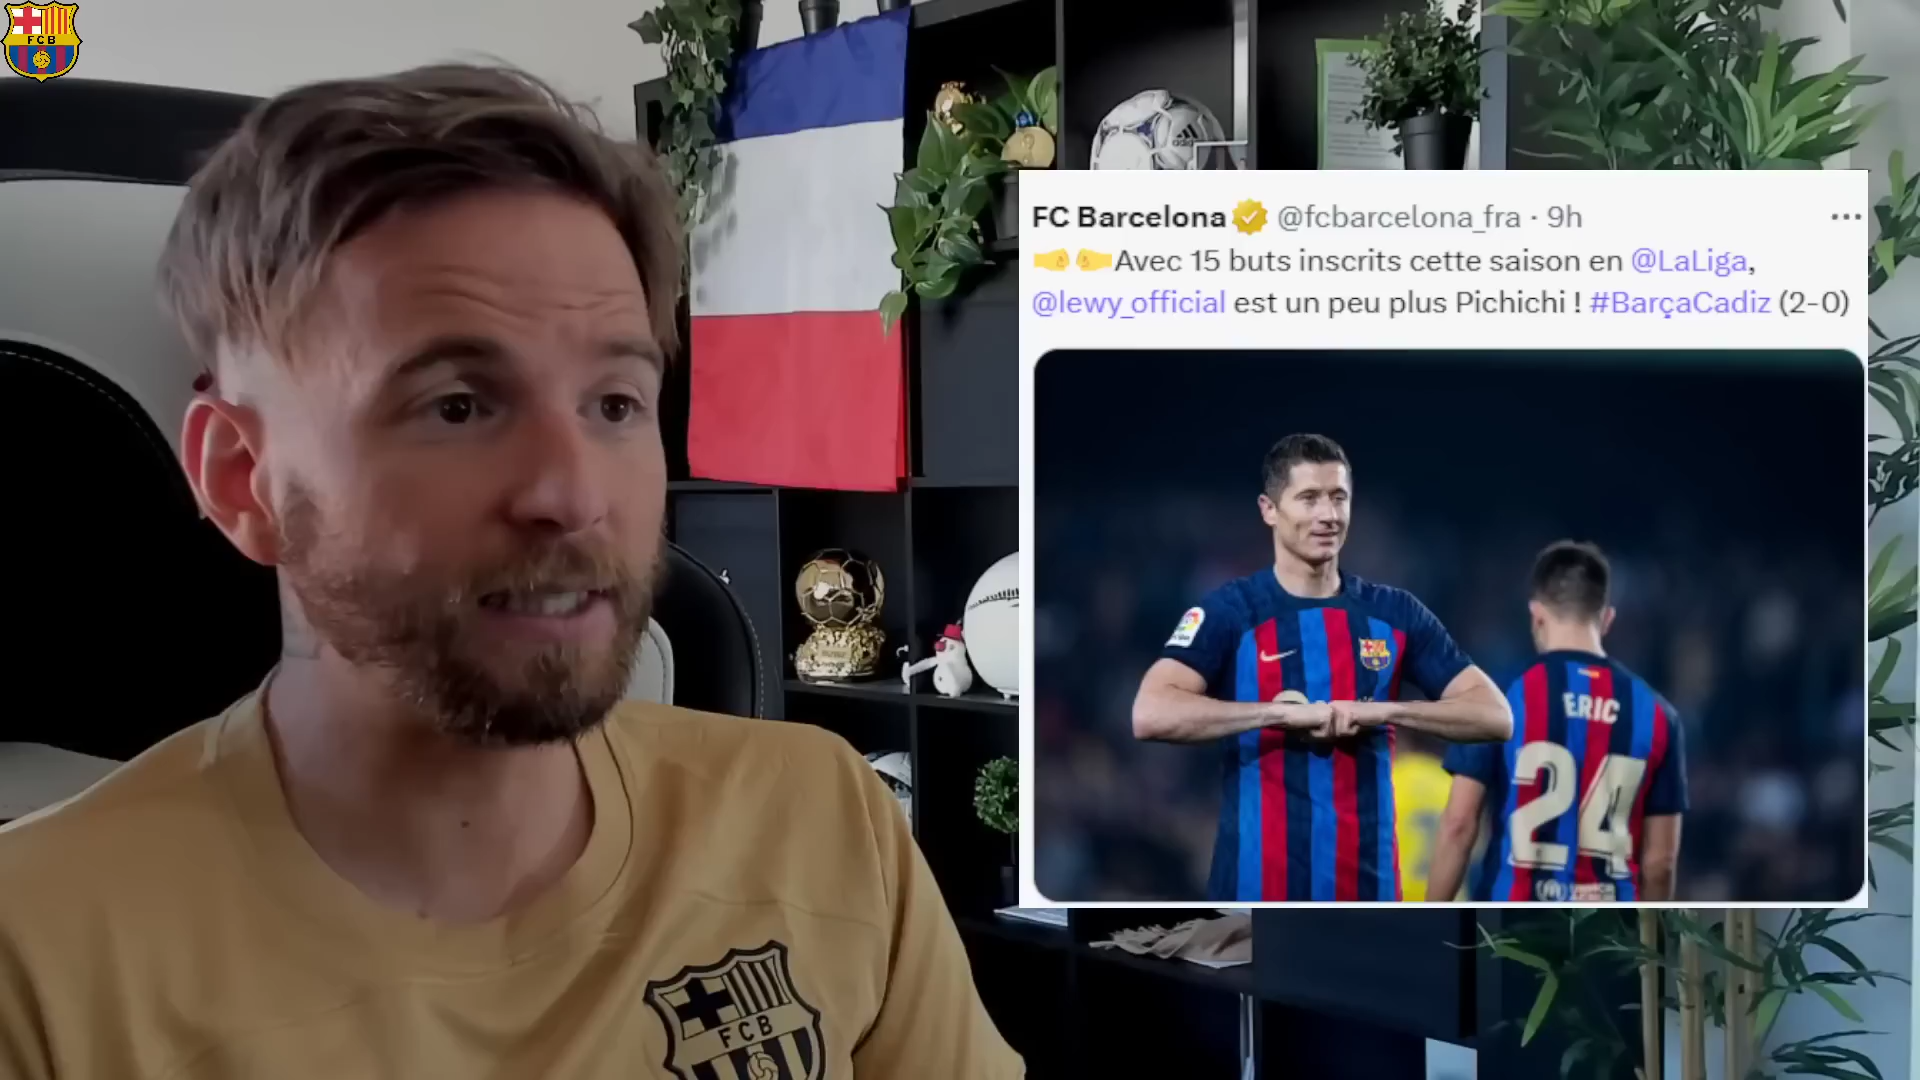 FCB
FC Barcelona @fcbarcelona_fra · 9h
Avec 15 buts inscrits cette saison en @LaLiga,
@lewy_official est un peu plus Pichichi ! #BarçaCadiz (2-0)
ERIC
24
FCB